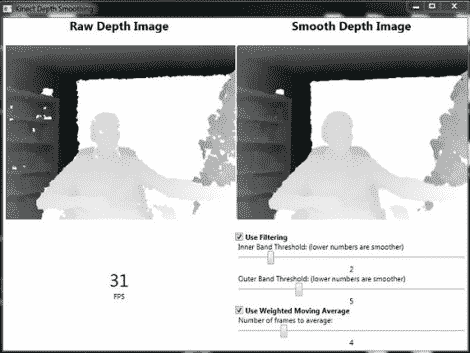 Kinect Depth Smoothing
Raw Depth Image
Smooth Depth Image
31
FPS
Use Filtering
Inner Band Threshold: (lower numbers are smoother)
2
Outer Band Threshold: (lower numbers are smoother)
5
Use Weighted Moving Average
Number of frames to average:
4